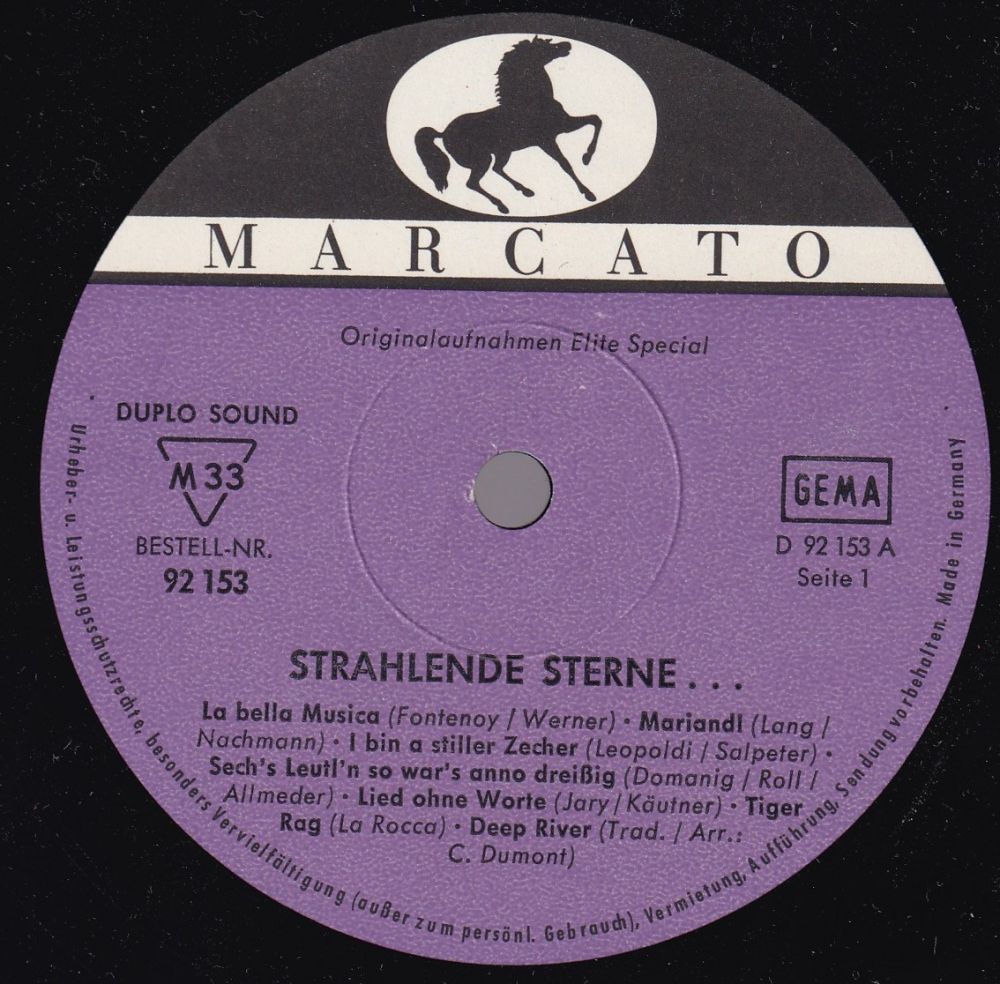 MARCATO
Originalaufnahmen Elite Special
DUPLO SOUND
M 33
BESTELL-NR.
92 153
GEMA
D 92 153 A
Seite 1
STRAHLENDE STERNE...
La bella Musica (Fontenoy / Werner) · Mariandl (Lang /
Nachmann) · I bin a stiller Zecher (Leopoldi / Salpeter) ·
Sech's Leutl'n so war's anno dreißig (Domanig / Roll /
Allmeder) · Lied ohne Worte (Jary / Käutner) · Tiger
Rag (La Rocca) · Deep River (Trad. / Arr.:
C. Dumont)
Urheber- u. Leistungsschutzrechte, besonders Vervielfältigung (außer zum persönl. Gebrauch), Vermietung, Aufführung, Sendung vorbehalten. Made in Germany